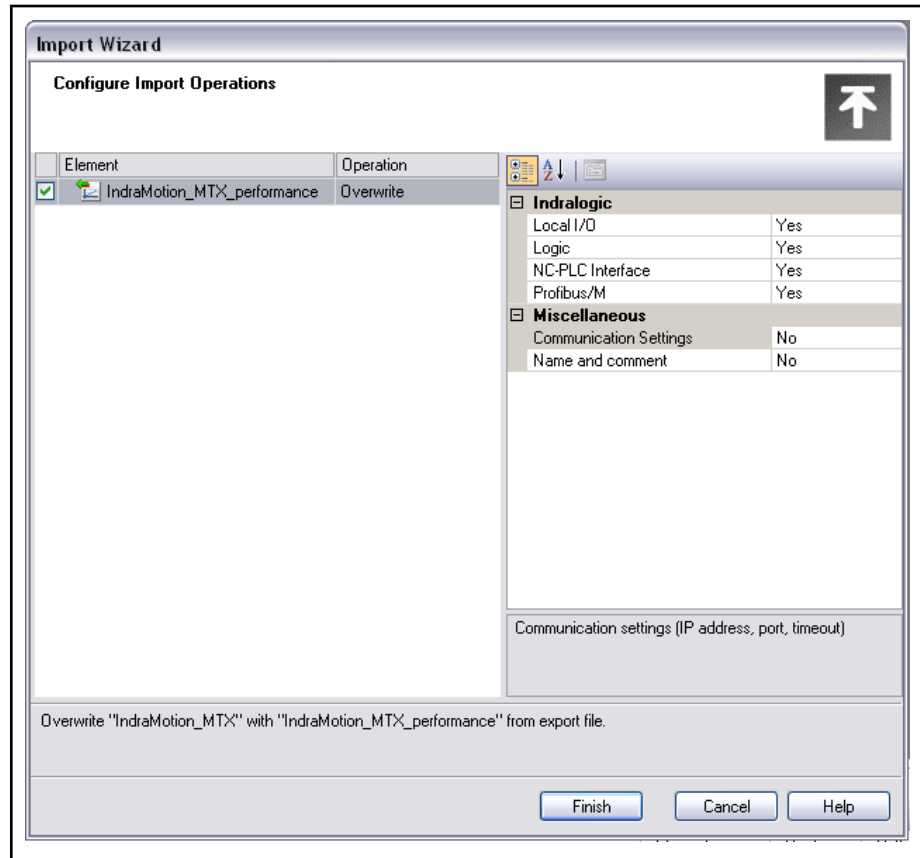 Import Wizard
Configure Import Operations
Element Operation
IndraMotion_MTX_performance Overwrite
Indralogic
Local I/O Yes
Logic Yes
NC-PLC Interface Yes
Profibus/M Yes
Miscellaneous
Communication Settings No
Name and comment No
Communication settings (IP address, port, timeout)
Overwrite "IndraMotion_MTX" with "IndraMotion_MTX_performance" from export file.
Finish Cancel Help